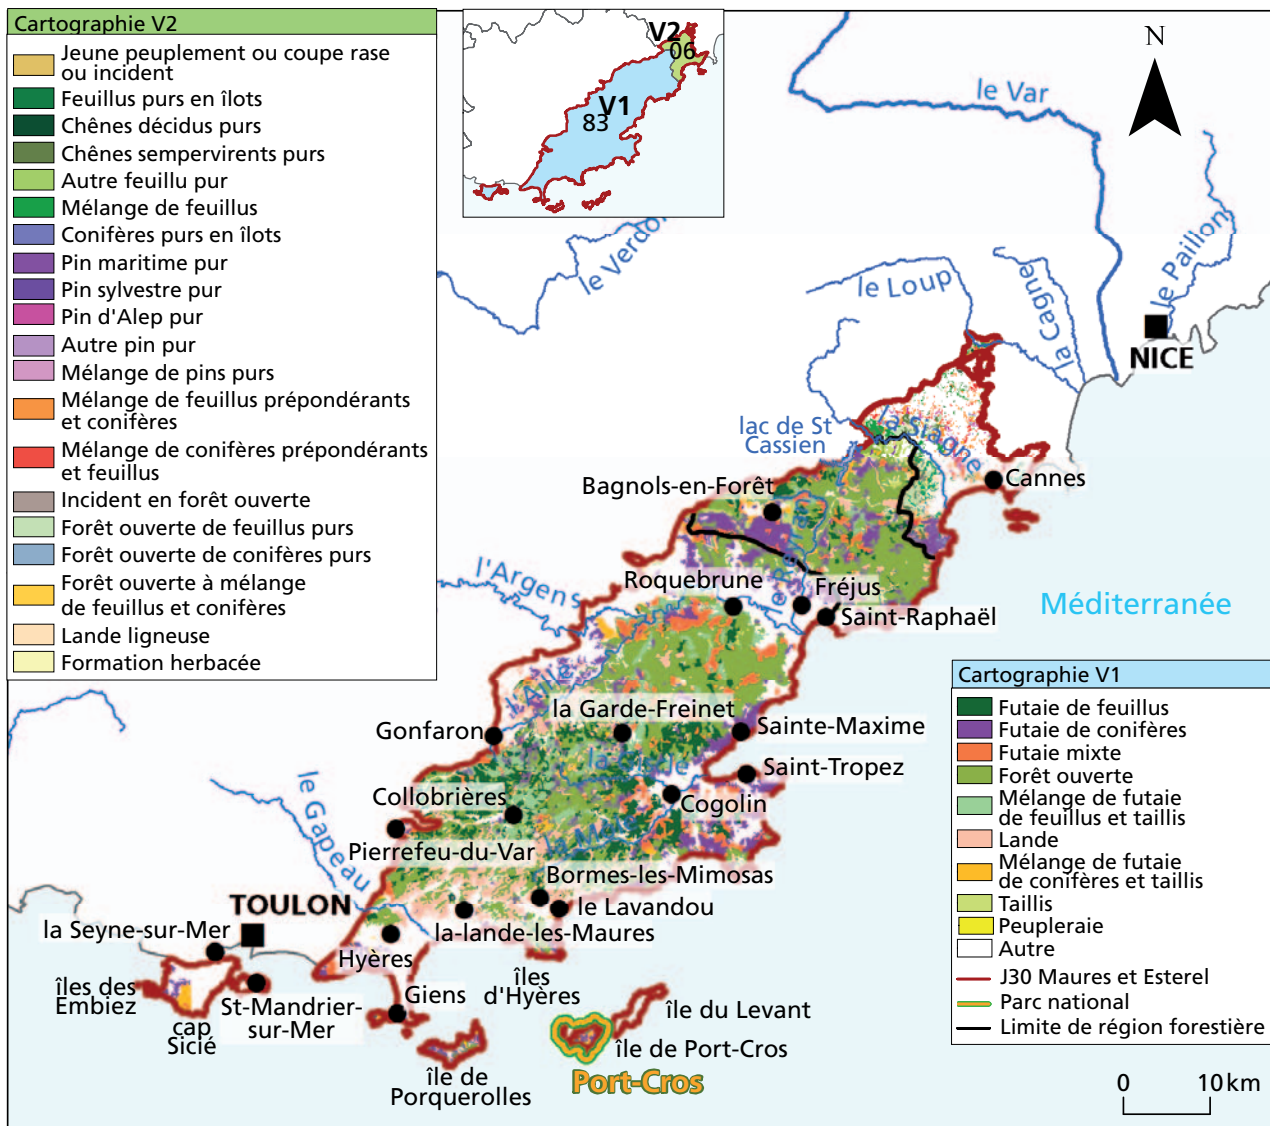 Cartographie V2
Jeune peuplement ou coupe rase
ou incident
Feuillus purs en îlots
Chênes décidus purs
Chênes sempervirents purs
Autre feuillu pur
Mélange de feuillus
Conifères purs en îlots
Pin maritime pur
Pin sylvestre pur
Pin d'Alep pur
Autre pin pur
Mélange de pins purs
Mélange de feuillus prépondérants
et conifères
Mélange de conifères prépondérants
et feuillus
Incident en forêt ouverte
Forêt ouverte de feuillus purs
Forêt ouverte de conifères purs
Forêt ouverte à mélange
de feuillus et conifères
Lande ligneuse
Formation herbacée
V2
06
V1
83
N
le Var
le Verdon
le Loup
la Cagne
le Paillon
NICE
lac de St
Cassien
la Siagne
Cannes
Bagnols-en-Forêt
l'Argens
Roquebrune
Fréjus
Saint-Raphaël
Méditerranée
l'Aille
la Garde-Freinet
Gonfaron
Sainte-Maxime
Saint-Tropez
le Gapeau
Collobrières
Cogolin
Pierrefeu-du-Var
la Môle
Bormes-les-Mimosas
TOULON
le Lavandou
la Seyne-sur-Mer
la-lande-les-Maures
Hyères
îles des
Embiez
St-Mandrier-
sur-Mer
Giens
îles
d'Hyères
cap
Sicié
île du Levant
île de Port-Cros
île de
Porquerolles
Port-Cros
Cartographie V1
Futaie de feuillus
Futaie de conifères
Futaie mixte
Forêt ouverte
Mélange de futaie
de feuillus et taillis
Lande
Mélange de futaie
de conifères et taillis
Taillis
Peupleraie
Autre
J30 Maures et Esterel
Parc national
Limite de région forestière
0 10 km